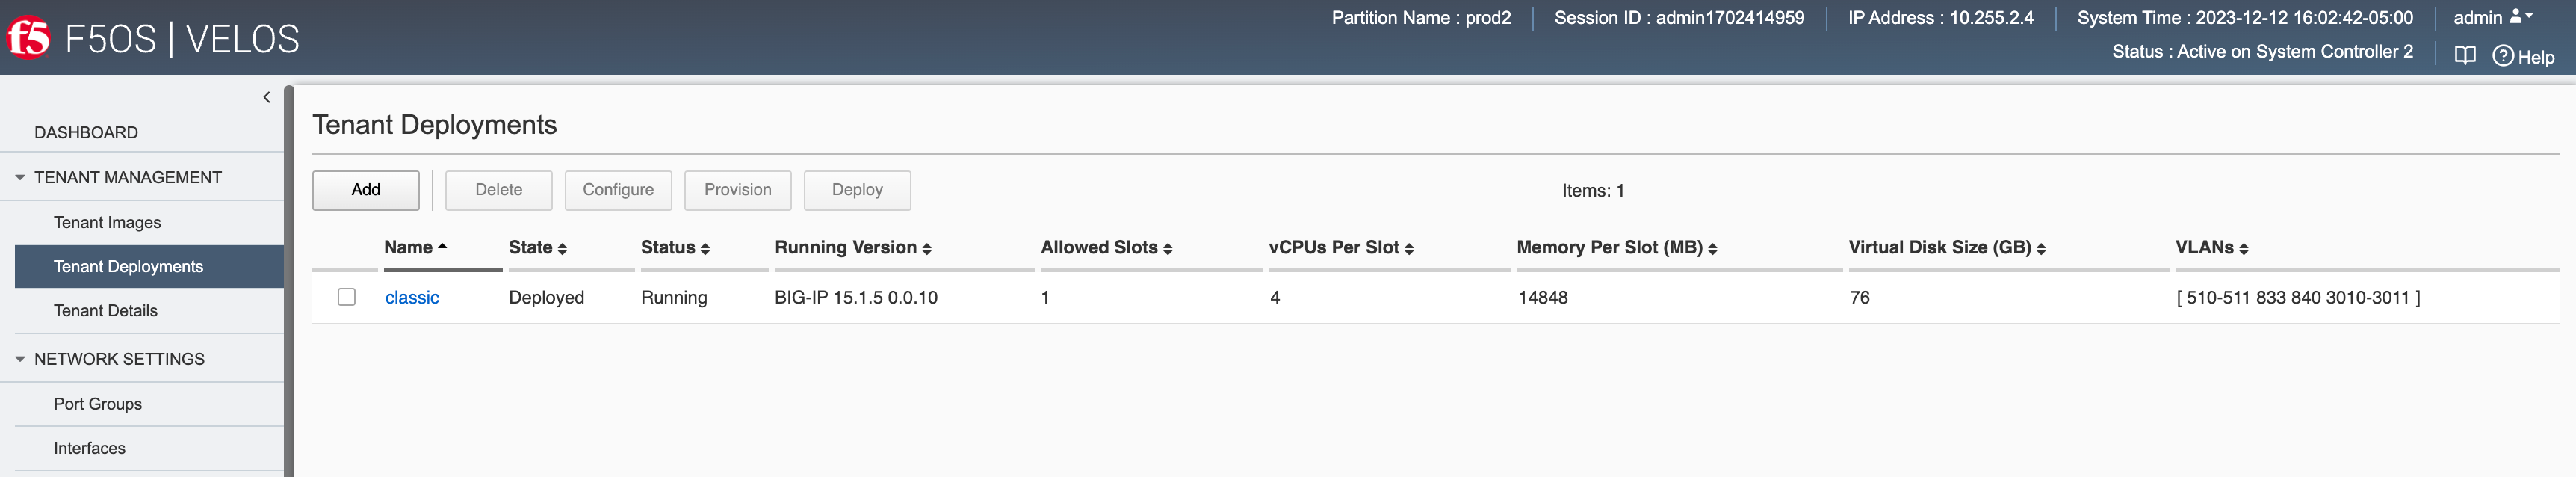 f5 F5OS | VELOS
Partition Name : prod2 Session ID : admin1702414959 IP Address : 10.255.2.4 System Time : 2023-12-12 16:02:42-05:00 admin
Status : Active on System Controller 2 Help
DASHBOARD
TENANT MANAGEMENT
Tenant Images
Tenant Deployments
Tenant Details
NETWORK SETTINGS
Port Groups
Interfaces
Tenant Deployments
Add Delete Configure Provision Deploy Items: 1
Name State Status Running Version Allowed Slots vCPUs Per Slot Memory Per Slot (MB) Virtual Disk Size (GB) VLANs
classic Deployed Running BIG-IP 15.1.5 0.0.10 1 4 14848 76 [ 510-511 833 840 3010-3011 ]